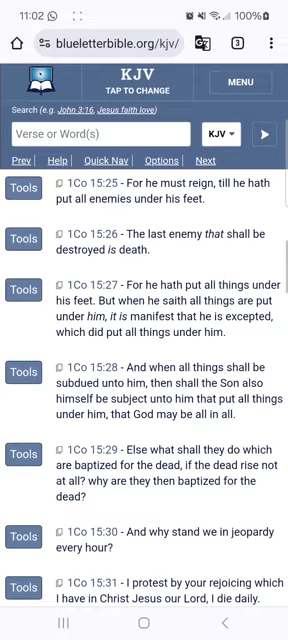 11:02
100%
blueletterbible.org/kjv/
3
KJV
TAP TO CHANGE
MENU
Search (e.g. John 3:16, Jesus faith love)
Verse or Word(s)
KJV
Prev | Help | Quick Nav | Options | Next
Tools
1Co 15:25 - For he must reign, till he hath
put all enemies under his feet.
Tools
1Co 15:26 - The last enemy that shall be
destroyed is death.
Tools
1Co 15:27 - For he hath put all things under
his feet. But when he saith all things are put
under him, it is manifest that he is excepted,
which did put all things under him.
Tools
1Co 15:28 - And when all things shall be
subdued unto him, then shall the Son also
himself be subject unto him that put all things
under him, that God may be all in all.
Tools
1Co 15:29 - Else what shall they do which
are baptized for the dead, if the dead rise not
at all? why are they then baptized for the
dead?
Tools
1Co 15:30 - And why stand we in jeopardy
every hour?
Tools
1Co 15:31 - I protest by your rejoicing which
I have in Christ Jesus our Lord, I die daily.